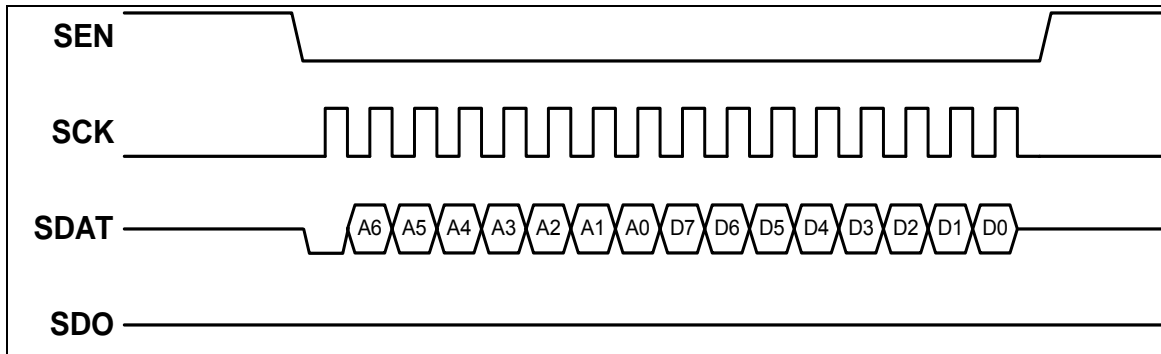 SEN
SCK
SDAT A6 A5 A4 A3 A2 A1 A0 D7 D6 D5 D4 D3 D2 D1 D0
SDO